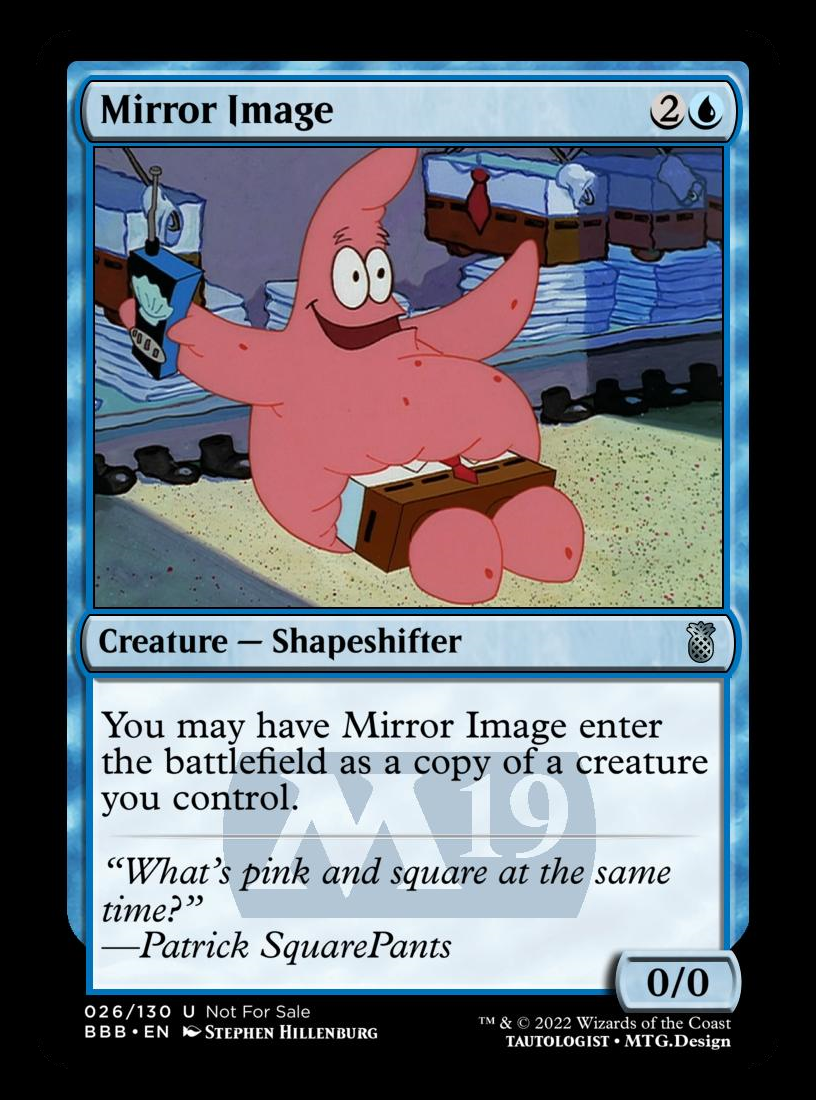 Mirror Image 2
Creature — Shapeshifter
You may have Mirror Image enter
the battlefield as a copy of a creature
you control.
M19
“What’s pink and square at the same
time?”
—Patrick SquarePants
0/0
026/130 U Not For Sale
BBB • EN STEPHEN HILLENBURG
™ & © 2022 Wizards of the Coast
TAUTOLOGIST • MTG.Design